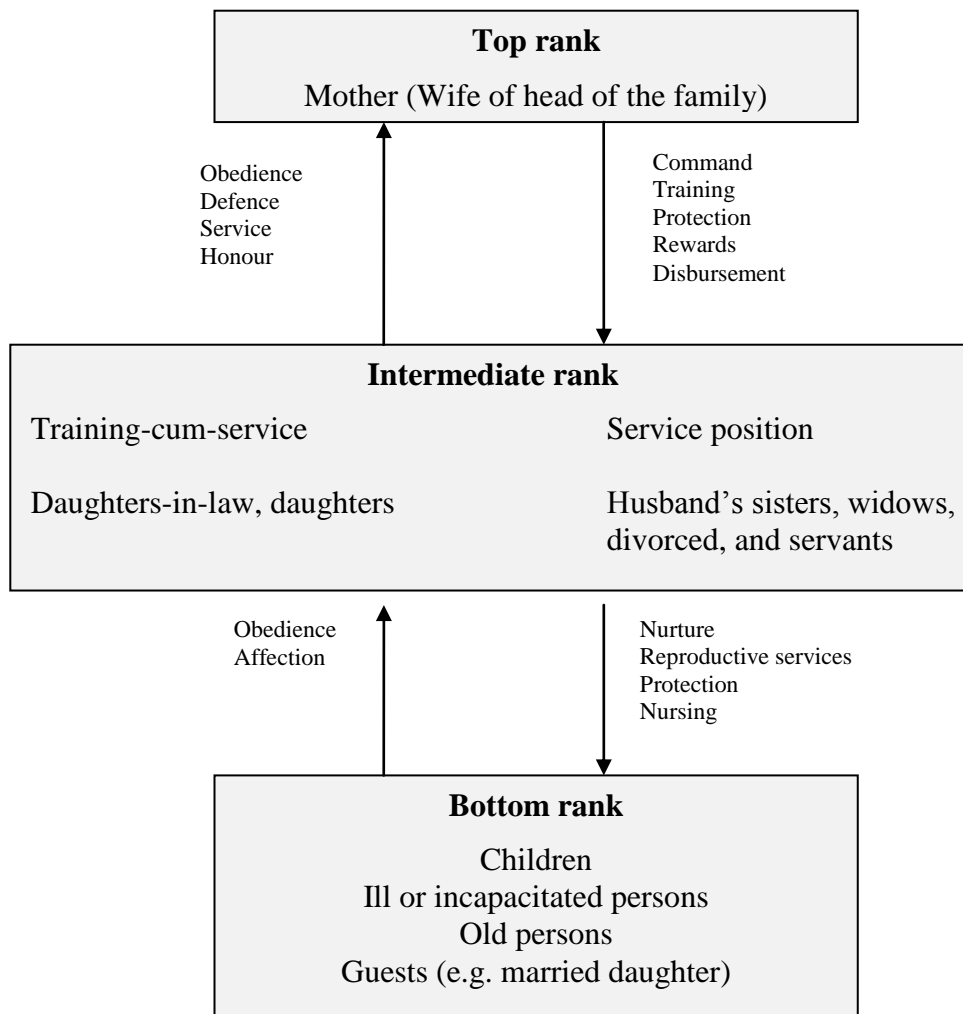 Top rank
Mother (Wife of head of the family)
Obedience
Defence
Service
Honour
Command
Training
Protection
Rewards
Disbursement
Intermediate rank
Training-cum-service
Service position
Daughters-in-law, daughters
Husband’s sisters, widows,
divorced, and servants
Obedience
Affection
Nurture
Reproductive services
Protection
Nursing
Bottom rank
Children
Ill or incapacitated persons
Old persons
Guests (e.g. married daughter)